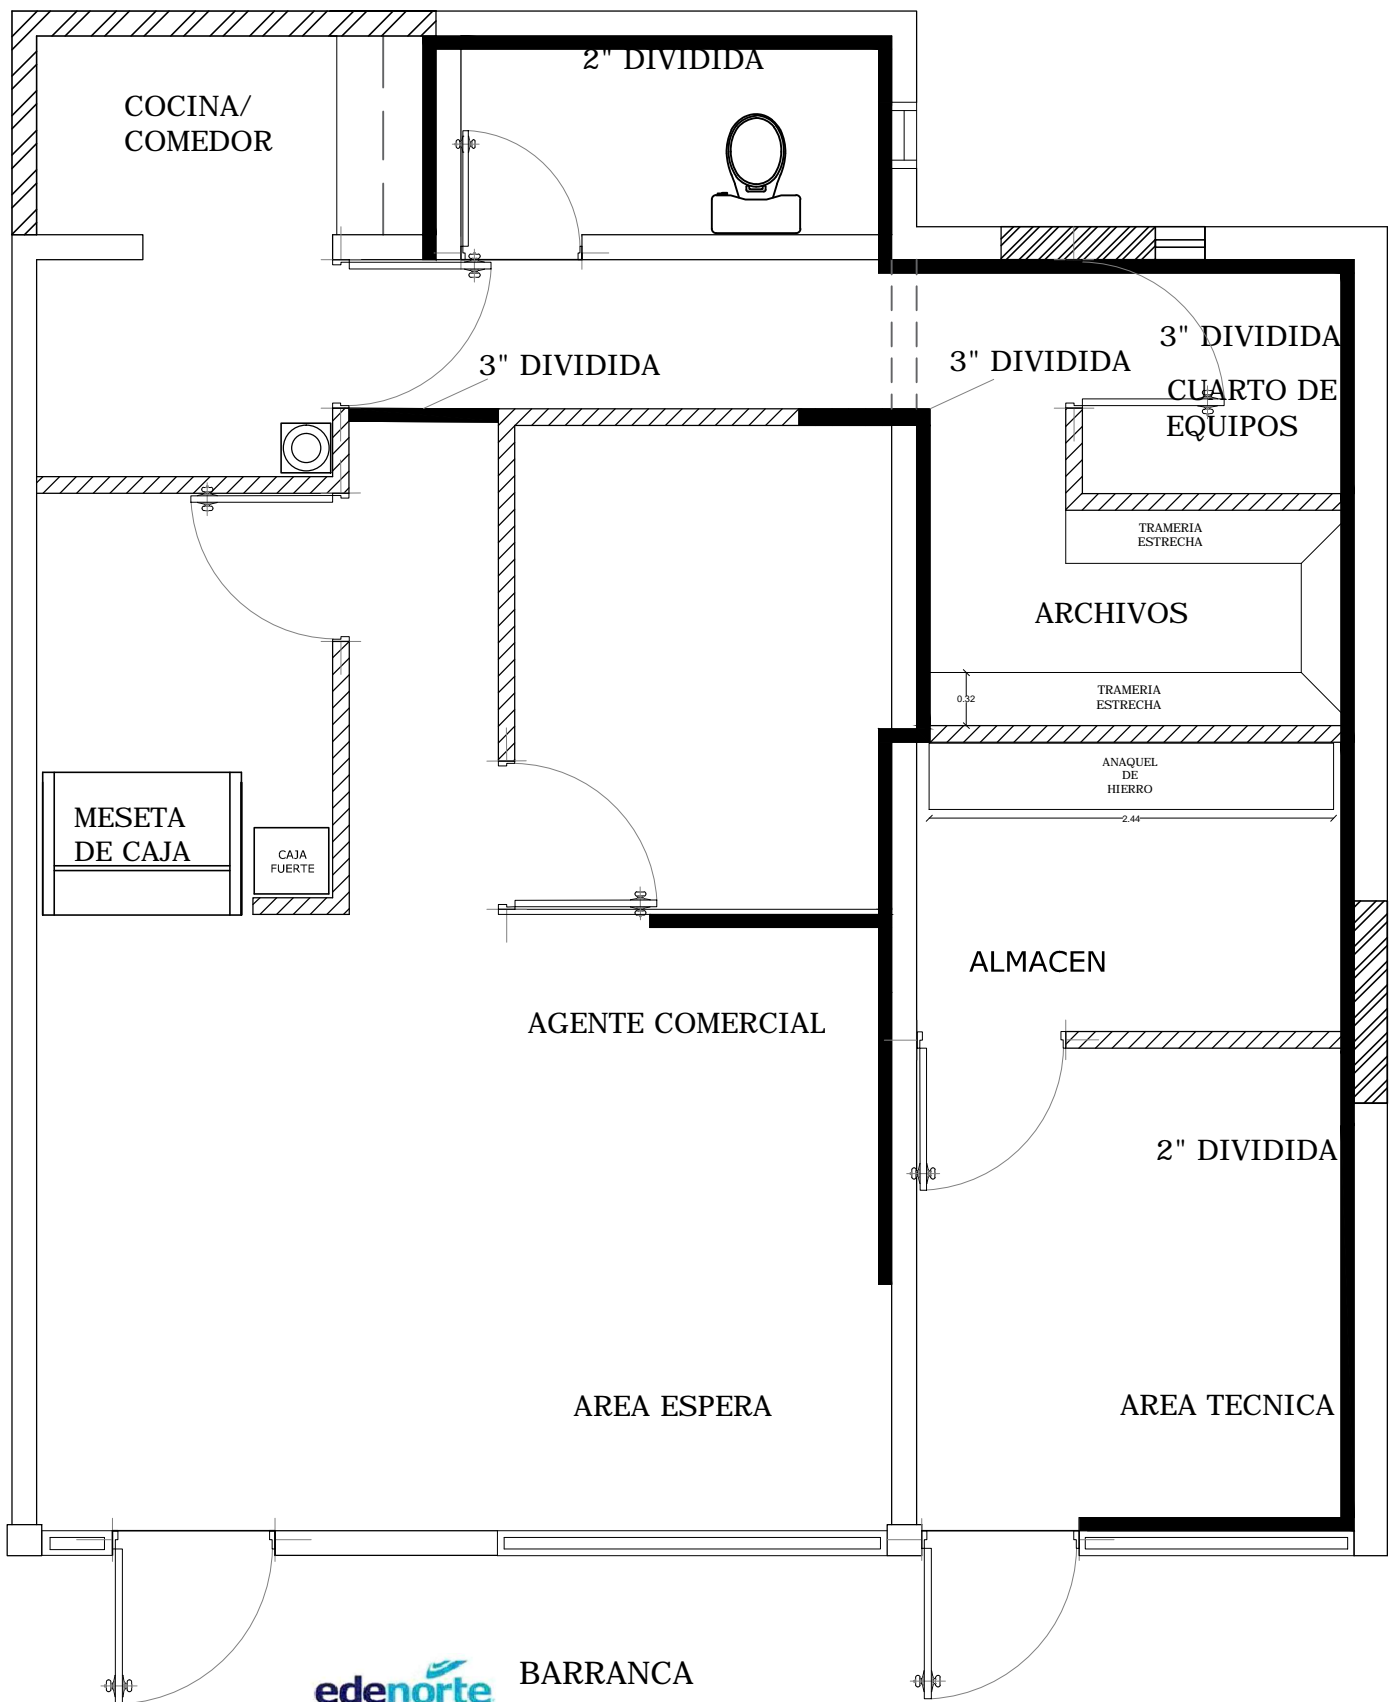 2" DIVIDIDA
COCINA/
COMEDOR
3" DIVIDIDA
3" DIVIDIDA
3" DIVIDIDA
CUARTO DE
EQUIPOS
TRAMERIA
ESTRECHA
ARCHIVOS
0.32
TRAMERIA
ESTRECHA
ANAQUEL
DE
HIERRO
2.44
MESETA
DE CAJA
CAJA
FUERTE
ALMACEN
AGENTE COMERCIAL
2" DIVIDIDA
AREA ESPERA
AREA TECNICA
edenorte
BARRANCA